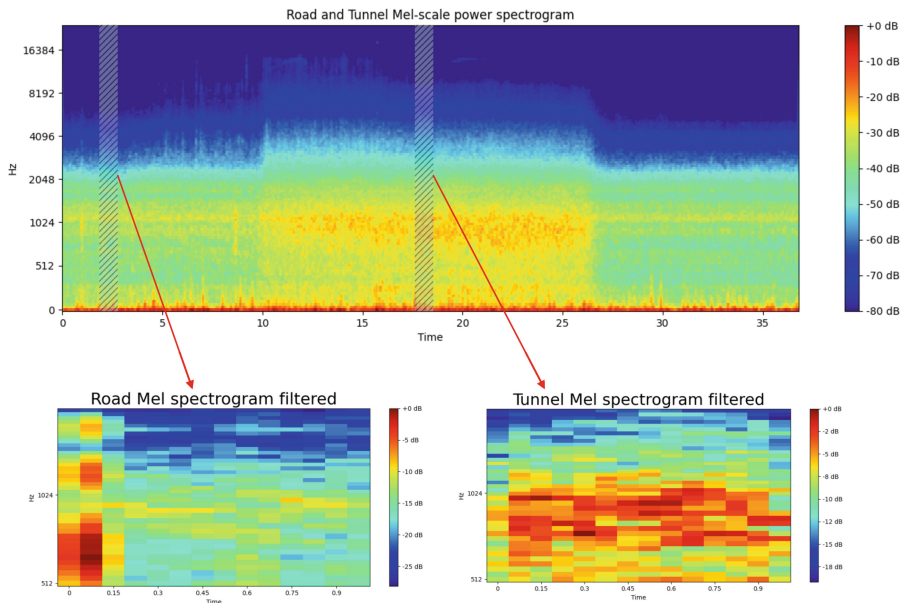 Road and Tunnel Mel-scale power spectrogram
Hz
16384
8192
4096
2048
1024
512
0
0 5 10 15 20 25 30 35
Time
+0 dB
-10 dB
-20 dB
-30 dB
-40 dB
-50 dB
-60 dB
-70 dB
-80 dB
Road Mel spectrogram filtered
Hz
1024
512
0 0.15 0.3 0.45 0.6 0.75 0.9
Time
+0 dB
-5 dB
-10 dB
-15 dB
-20 dB
-25 dB
Tunnel Mel spectrogram filtered
Hz
1024
512
0 0.15 0.3 0.45 0.6 0.75 0.9
Time
+0 dB
-2 dB
-5 dB
-8 dB
-10 dB
-12 dB
-15 dB
-18 dB